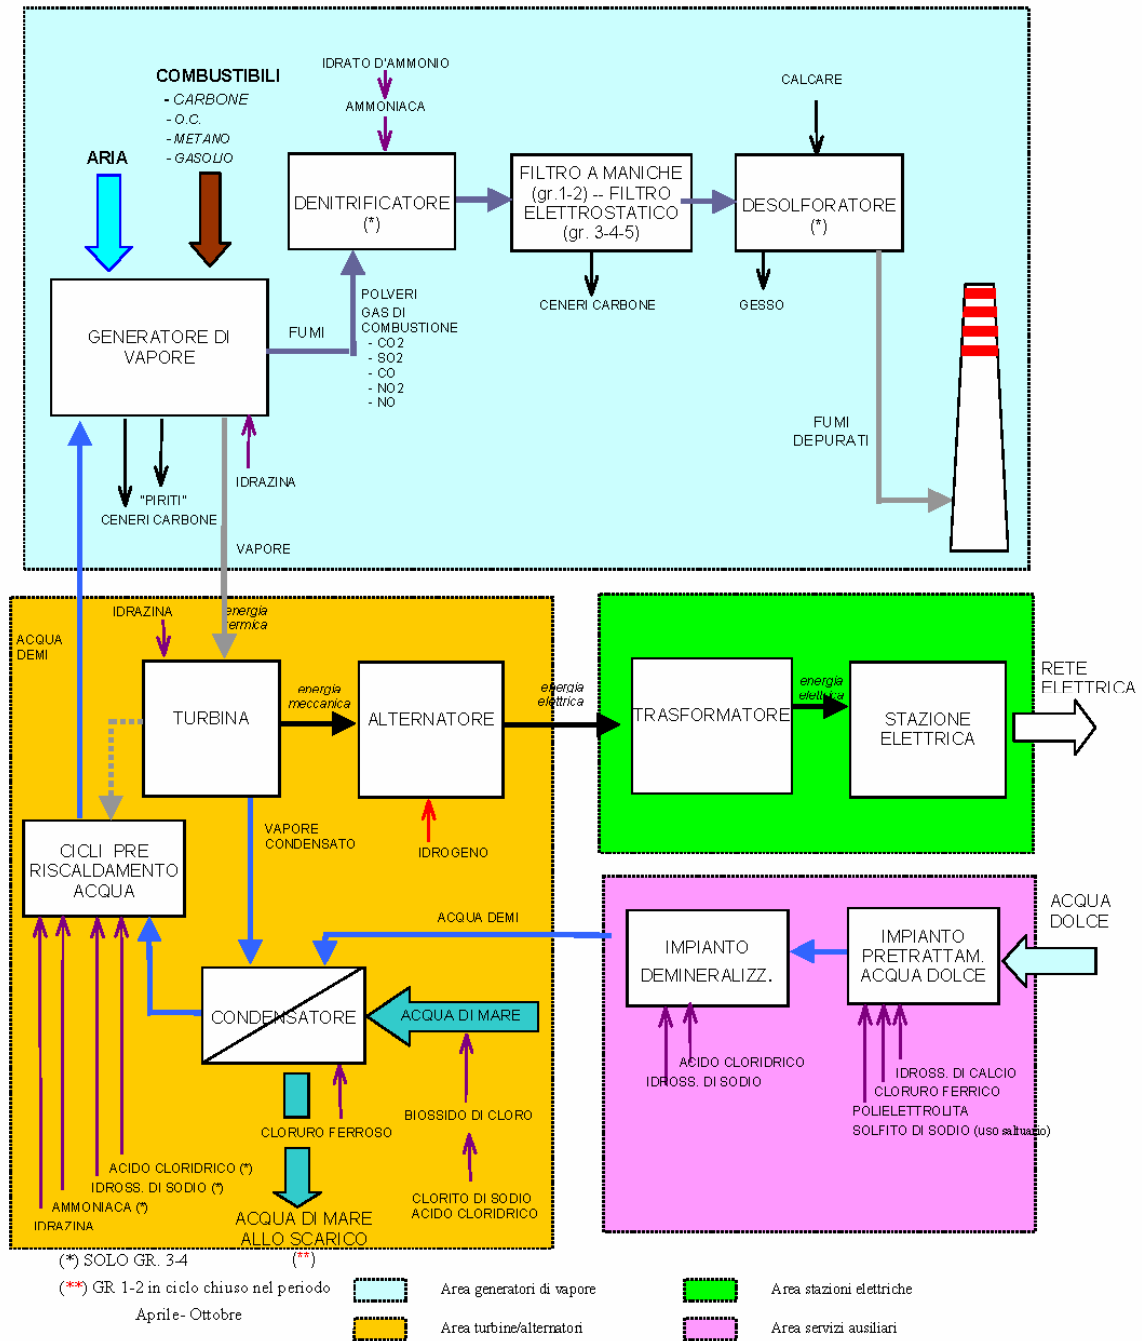 IDRATO D'AMMONIO
AMMONIACA
COMBUSTIBILI
- CARBONE
- O.C.
- METANO
- GASOLIO
ARIA
CALCARE
DENITRIFICATORE
(*)
FILTRO A MANICHE
(gr.1-2) -- FILTRO
ELETTROSTATICO
(gr. 3-4-5)
DESOLFORATORE
(*)
GENERATORE DI
VAPORE
FUMI
POLVERI
GAS DI
COMBUSTIONE
- CO2
- SO2
- CO
- NO2
- NO
CENERI CARBONE
GESSO
FUMI
DEPURATI
IDRAZINA
"PIRITI"
CENERI CARBONE
VAPORE
ACQUA
DEMI
IDRAZINA
energia
termica
TURBINA
energia
meccanica
ALTERNATORE
energia
elettrica
TRASFORMATORE
energia
elettrica
STAZIONE
ELETTRICA
RETE
ELETTRICA
VAPORE
CONDENSATO
IDROGENO
CICLI PRE
RISCALDAMENTO
ACQUA
ACQUA DEMI
IMPIANTO
DEMINERALIZZ.
IMPIANTO
PRETRATTAM.
ACQUA DOLCE
ACQUA
DOLCE
CONDENSATORE
ACQUA DI MARE
ACIDO CLORIDRICO
IDROSS. DI SODIO
IDROSS. DI CALCIO
CLORURO FERRICO
POLIELETTROLITA
SOLFITO DI SODIO (uso saltuario)
BIOSSIDO DI CLORO
CLORURO FERROSO
CLORITO DI SODIO
ACIDO CLORIDRICO
ACIDO CLORIDRICO (*)
IDROSS. DI SODIO (*)
AMMONIACA (*)
IDRAZINA
ACQUA DI MARE
ALLO SCARICO
(**)
(*) SOLO GR. 3-4
(**) GR 1-2 in ciclo chiuso nel periodo
Aprile- Ottobre
Area generatori di vapore
Area stazioni elettriche
Area turbine/alternatori
Area servizi ausiliari